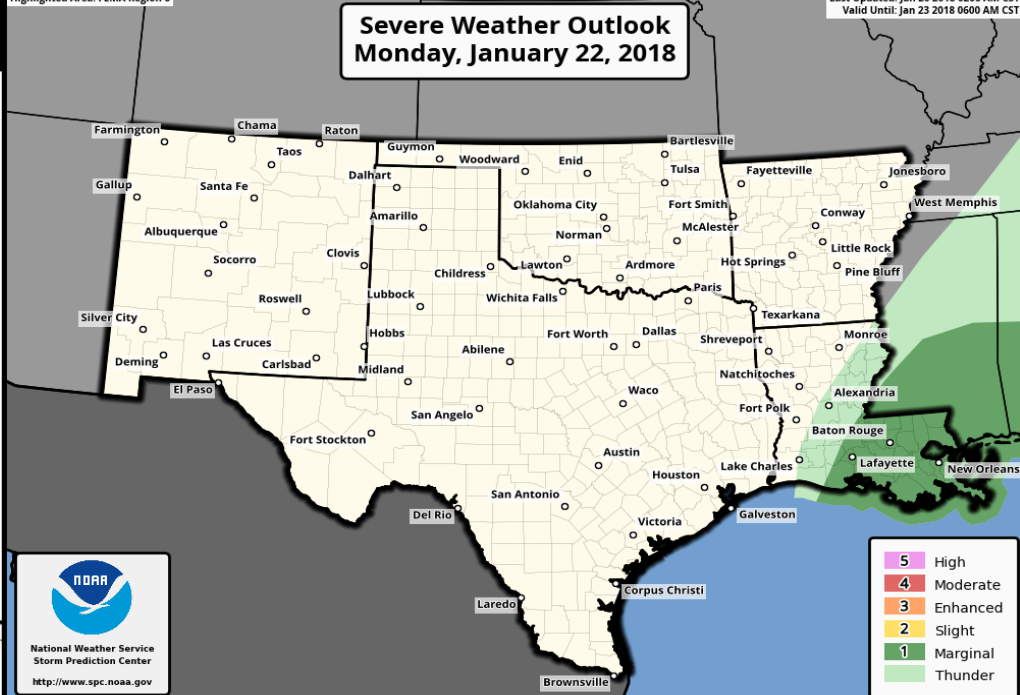 Severe Weather Outlook
Monday, January 22, 2018
Valid Until: Jan 23 2018 0600 AM CST
Farmington
Chama
Raton
Taos
Guymon
Woodward
Enid
Bartlesville
Tulsa
Fayetteville
Jonesboro
Gallup
Santa Fe
Dalhart
Oklahoma City
Fort Smith
West Memphis
Albuquerque
Amarillo
Norman
McAlester
Conway
Socorro
Clovis
Childress
Lawton
Ardmore
Hot Springs
Little Rock
Pine Bluff
Roswell
Lubbock
Wichita Falls
Paris
Texarkana
Silver City
Las Cruces
Hobbs
Fort Worth
Dallas
Shreveport
Monroe
Deming
Carlsbad
Midland
Abilene
Natchitoches
El Paso
San Angelo
Waco
Fort Polk
Alexandria
Fort Stockton
Austin
Baton Rouge
Houston
Lake Charles
Lafayette
New Orleans
Del Rio
San Antonio
Victoria
Galveston
Laredo
Corpus Christi
Brownsville
NOAA
National Weather Service
Storm Prediction Center
http://www.spc.noaa.gov
5 High
4 Moderate
3 Enhanced
2 Slight
1 Marginal
Thunder